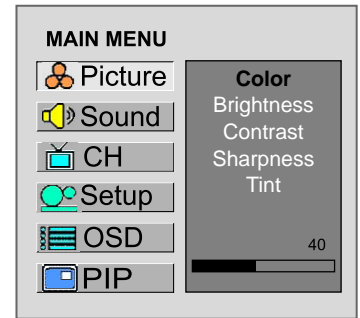 MAIN MENU
Picture
Sound
CH
Setup
OSD
PIP
Color
Brightness
Contrast
Sharpness
Tint
40